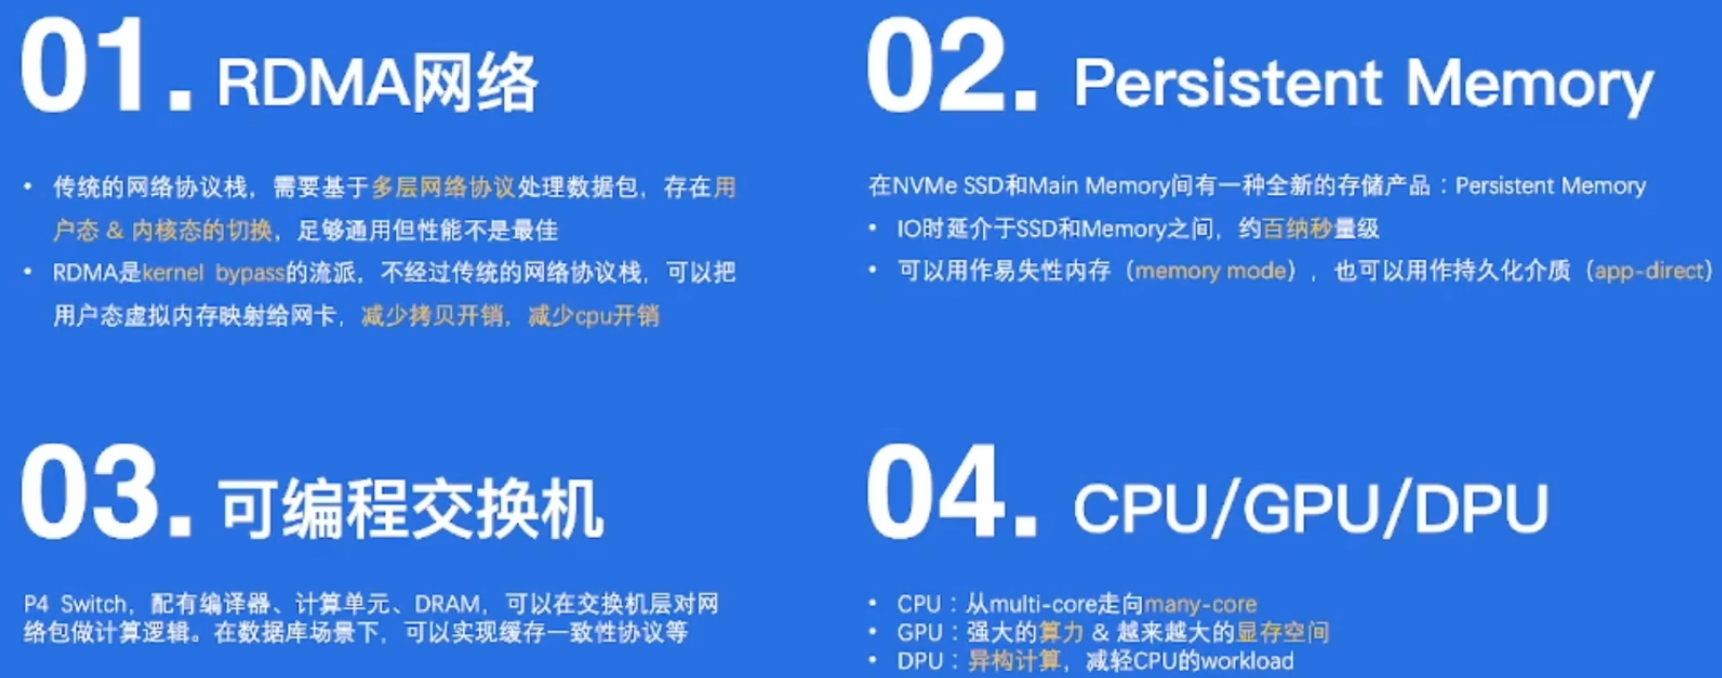 01. RDMA网络
• 传统的网络协议栈，需要基于多层网络协议处理数据包，存在用
户态 & 内核态的切换，足够通用但性能不是最佳
• RDMA是kernel bypass的流派，不经过传统的网络协议栈，可以把
用户态虚拟内存映射给网卡，减少拷贝开销，减少cpu开销
02. Persistent Memory
在NVMe SSD和Main Memory间有一种全新的存储产品：Persistent Memory
• IO时延介于SSD和Memory之间，约百纳秒量级
• 可以用作易失性内存（memory mode），也可以用作持久化介质（app-direct）
03. 可编程交换机
P4 Switch，配有编译器、计算单元、DRAM，可以在交换机层对网
络包做计算逻辑。在数据库场景下，可以实现缓存一致性协议等
04. CPU/GPU/DPU
• CPU：从multi-core走向many-core
• GPU：强大的算力 & 越来越大的显存空间
• DPU：异构计算，减轻CPU的workload